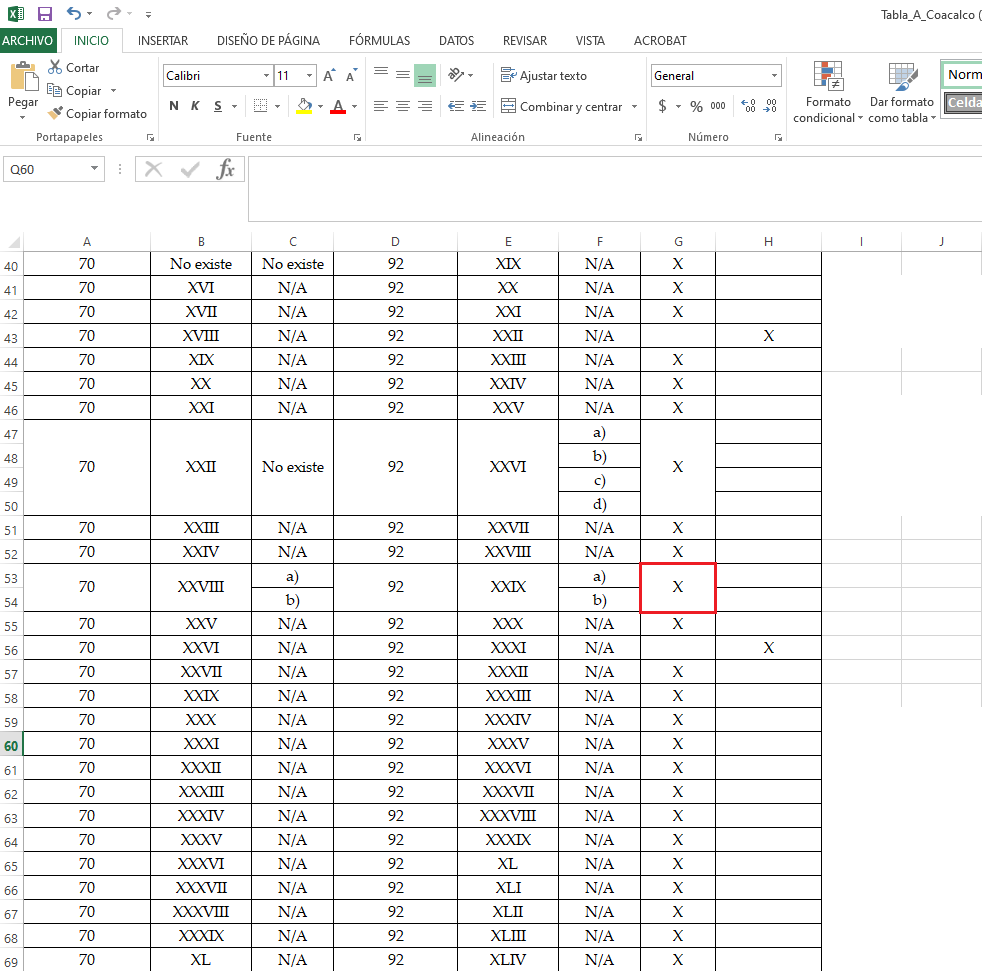 Tabla_A_Coacalco (
ARCHIVO INICIO INSERTAR DISEÑO DE PÁGINA FÓRMULAS DATOS REVISAR VISTA ACROBAT
Pegar
Cortar
Copiar
Copiar formato
Portapapeles
Calibri 11
N K S
Fuente
Ajustar texto
Combinar y centrar
Alineación
General
$ % 000
Número
Formato condicional
Dar formato como tabla
Norm
Celda
Q60 fx
A B C D E F G H I J
40 70 No existe No existe 92 XIX N/A X
41 70 XVI N/A 92 XX N/A X
42 70 XVII N/A 92 XXI N/A X
43 70 XVIII N/A 92 XXII N/A X
44 70 XIX N/A 92 XXIII N/A X
45 70 XX N/A 92 XXIV N/A X
46 70 XXI N/A 92 XXV N/A X
47 a)
48 70 XXII No existe 92 XXVI b) X
49 c)
50 d)
51 70 XXIII N/A 92 XXVII N/A X
52 70 XXIV N/A 92 XXVIII N/A X
53 70 XXVIII a) 92 XXIX a) X
54 b) b)
55 70 XXV N/A 92 XXX N/A X
56 70 XXVI N/A 92 XXXI N/A X
57 70 XXVII N/A 92 XXXII N/A X
58 70 XXIX N/A 92 XXXIII N/A X
59 70 XXX N/A 92 XXXIV N/A X
60 70 XXXI N/A 92 XXXV N/A X
61 70 XXXII N/A 92 XXXVI N/A X
62 70 XXXIII N/A 92 XXXVII N/A X
63 70 XXXIV N/A 92 XXXVIII N/A X
64 70 XXXV N/A 92 XXXIX N/A X
65 70 XXXVI N/A 92 XL N/A X
66 70 XXXVII N/A 92 XLI N/A X
67 70 XXXVIII N/A 92 XLII N/A X
68 70 XXXIX N/A 92 XLIII N/A X
69 70 XL N/A 92 XLIV N/A X